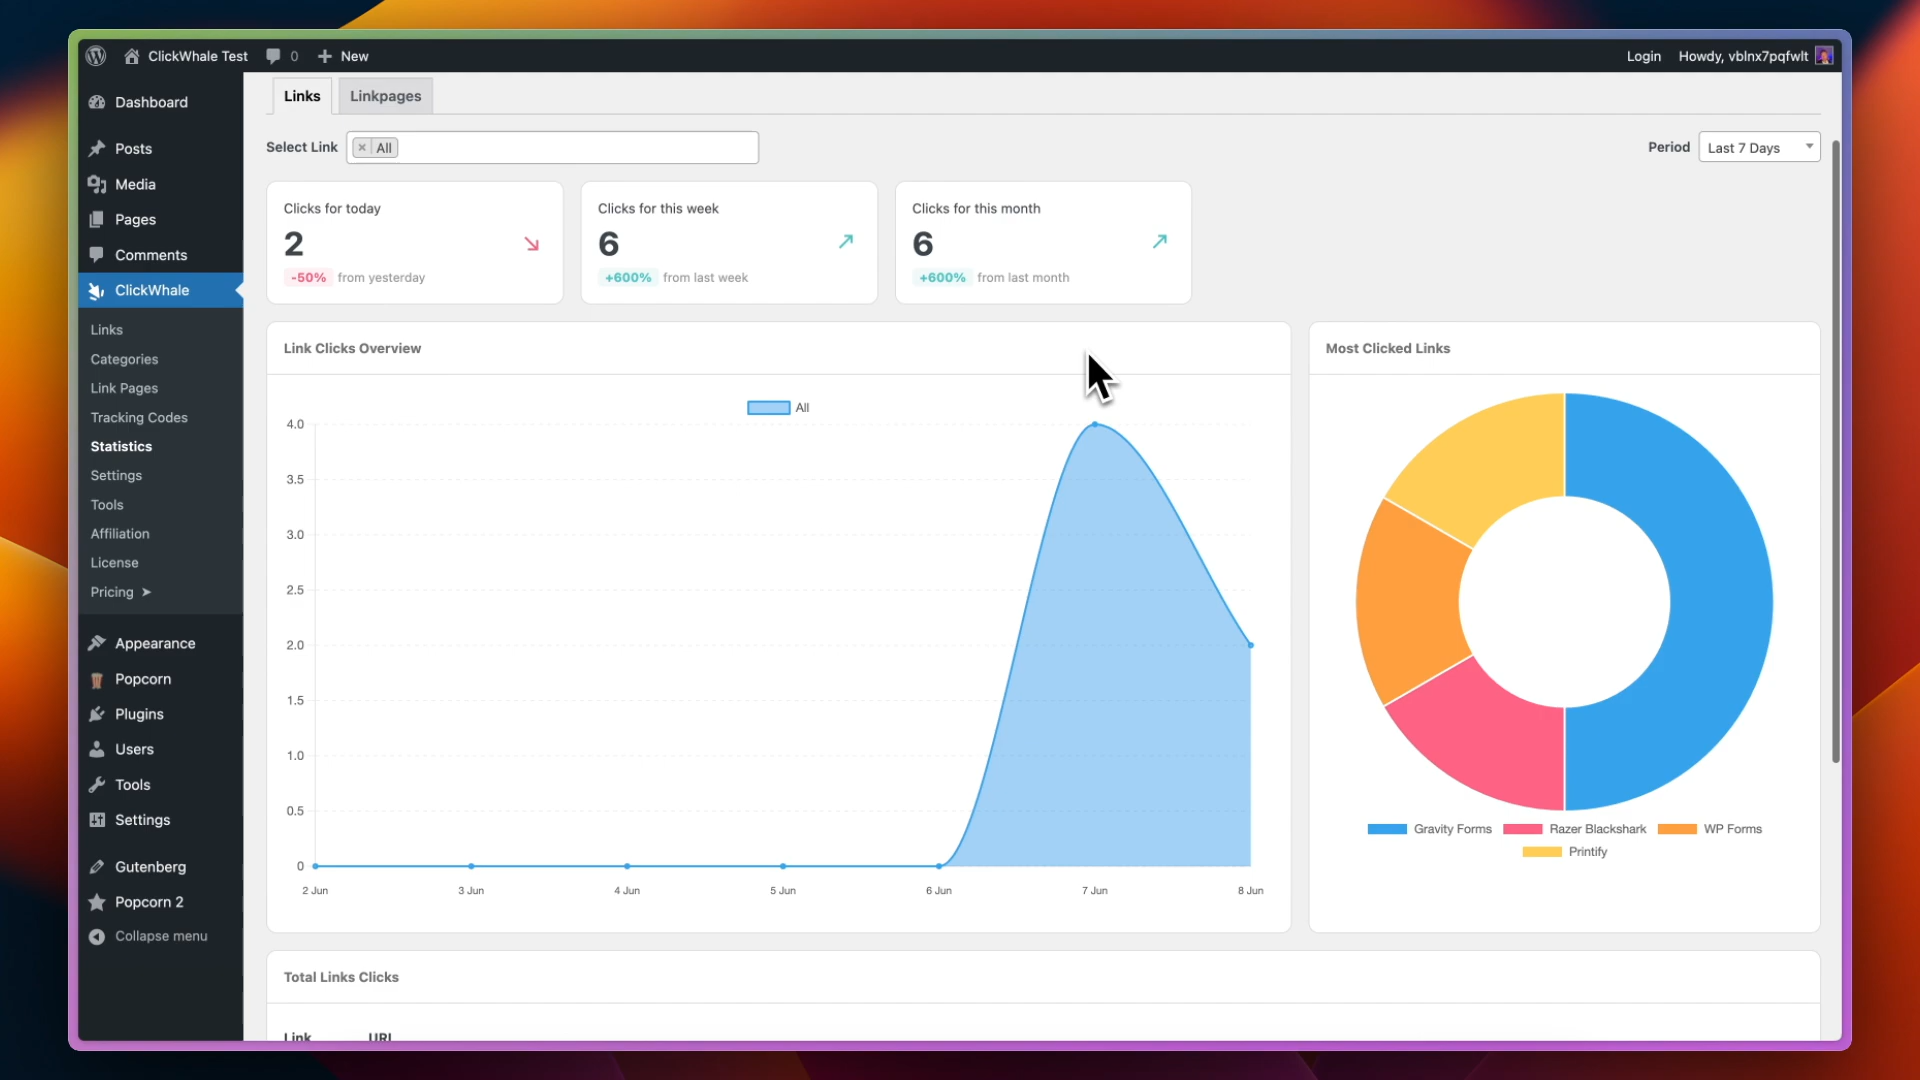 ClickWhale Test 0 New Login Howdy, vblnx7pqfwlt
Dashboard
Posts
Media
Pages
Comments
ClickWhale
Links
Categories
Link Pages
Tracking Codes
Statistics
Settings
Tools
Affiliation
License
Pricing ➤
Appearance
Popcorn
Plugins
Users
Tools
Settings
Gutenberg
Popcorn 2
Collapse menu
Links Linkpages
Select Link × All Period Last 7 Days
Clicks for today
2
-50% from yesterday
Clicks for this week
6
+600% from last week
Clicks for this month
6
+600% from last month
Link Clicks Overview
All
4.0
3.5
3.0
2.5
2.0
1.5
1.0
0.5
0
2 Jun 3 Jun 4 Jun 5 Jun 6 Jun 7 Jun 8 Jun
Most Clicked Links
Gravity Forms Razer Blackshark WP Forms
Printify
Total Links Clicks
Link URL